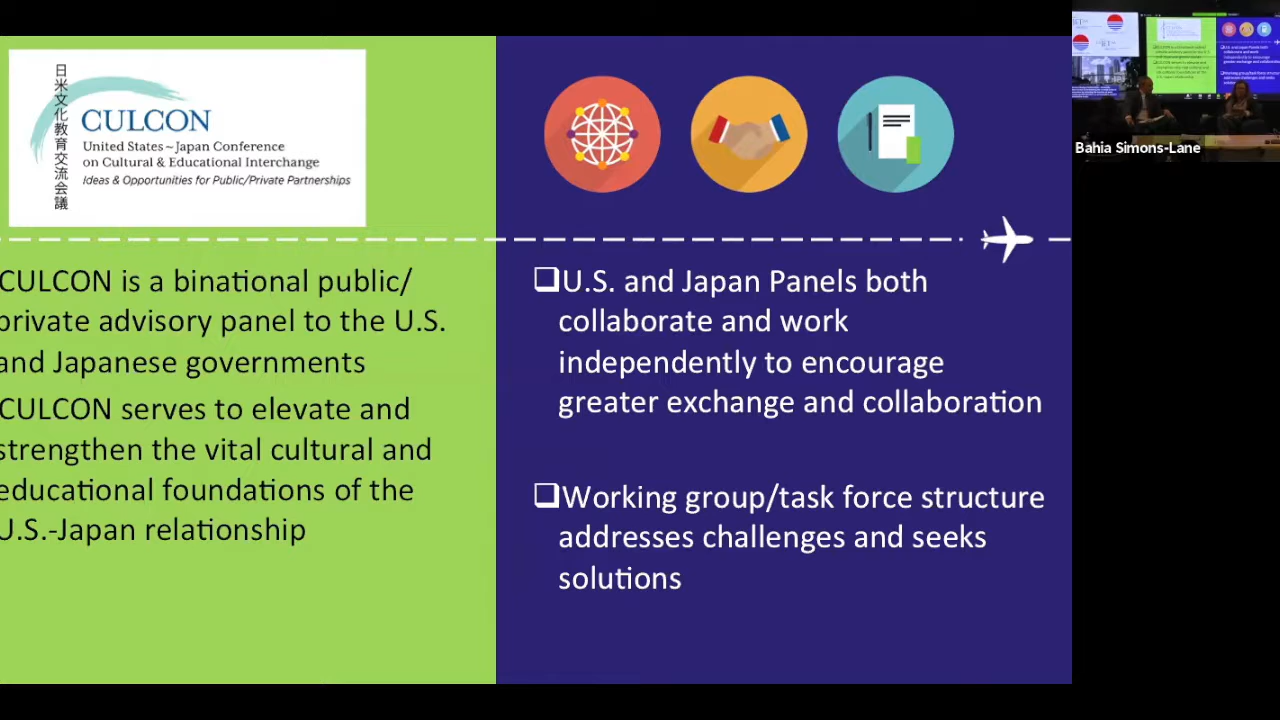 日米文化教育交流会議
CULCON
United States~Japan Conference
on Cultural & Educational Interchange
Ideas & Opportunities for Public/Private Partnerships
CULCON is a binational public/
private advisory panel to the U.S.
and Japanese governments
CULCON serves to elevate and
strengthen the vital cultural and
educational foundations of the
U.S.-Japan relationship
❑U.S. and Japan Panels both
collaborate and work
independently to encourage
greater exchange and collaboration
❑Working group/task force structure
addresses challenges and seeks
solutions
Bahia Simons-Lane